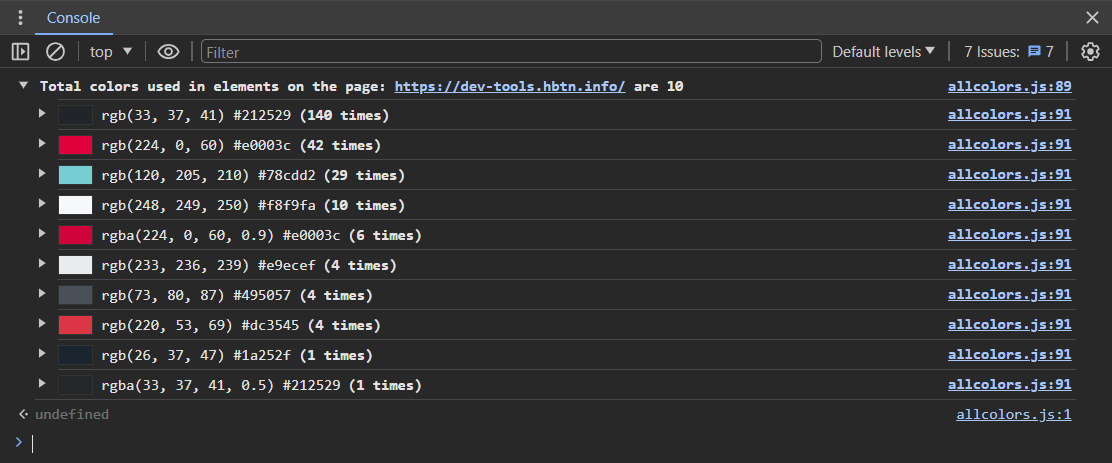 Console
top Filter Default levels 7 Issues: 7
Total colors used in elements on the page: https://dev-tools.hbtn.info/ are 10 allcolors.js:89
rgb(33, 37, 41) #212529 (140 times) allcolors.js:91
rgb(224, 0, 60) #e0003c (42 times) allcolors.js:91
rgb(120, 205, 210) #78cdd2 (29 times) allcolors.js:91
rgb(248, 249, 250) #f8f9fa (10 times) allcolors.js:91
rgba(224, 0, 60, 0.9) #e0003c (6 times) allcolors.js:91
rgb(233, 236, 239) #e9ecef (4 times) allcolors.js:91
rgb(73, 80, 87) #495057 (4 times) allcolors.js:91
rgb(220, 53, 69) #dc3545 (4 times) allcolors.js:91
rgb(26, 37, 47) #1a252f (1 times) allcolors.js:91
rgba(33, 37, 41, 0.5) #212529 (1 times) allcolors.js:91
undefined allcolors.js:1